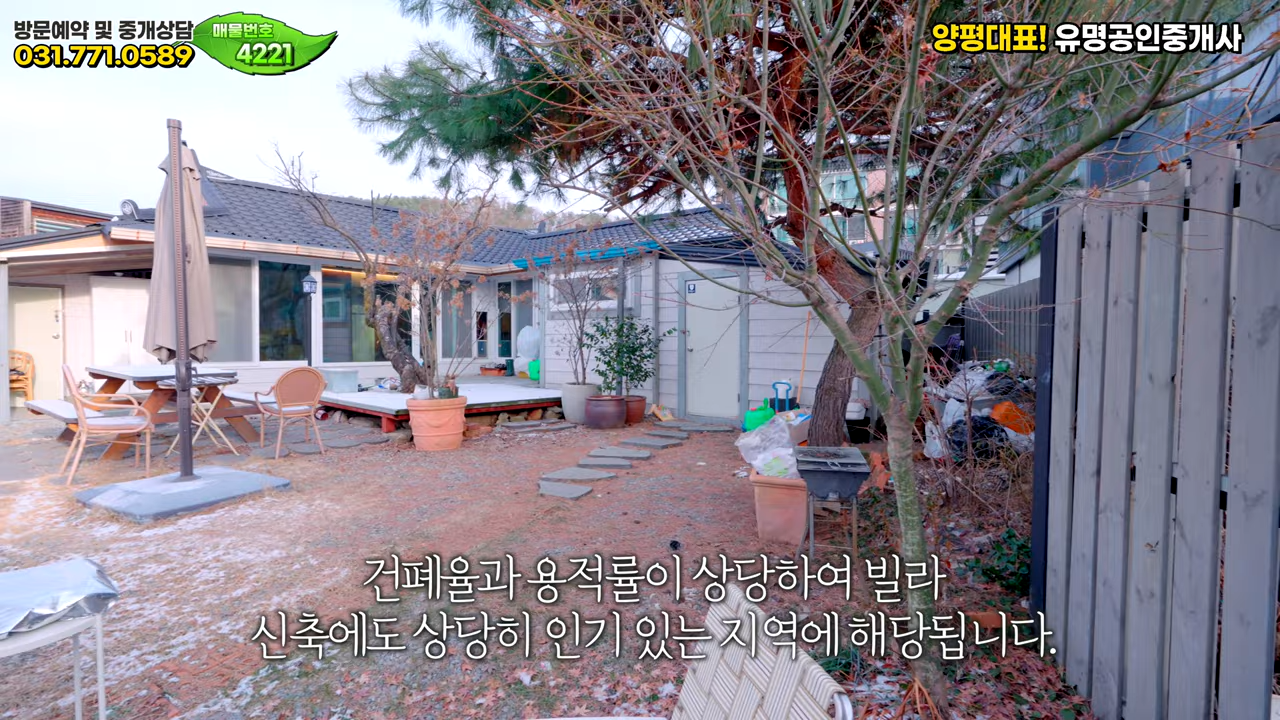 방문예약 및 중개상담
031.771.0589
매물번호
4221
양평대표! 유명공인중개사
건폐율과 용적률이 상당하여 빌라
신축에도 상당히 인기 있는 지역에 해당됩니다.